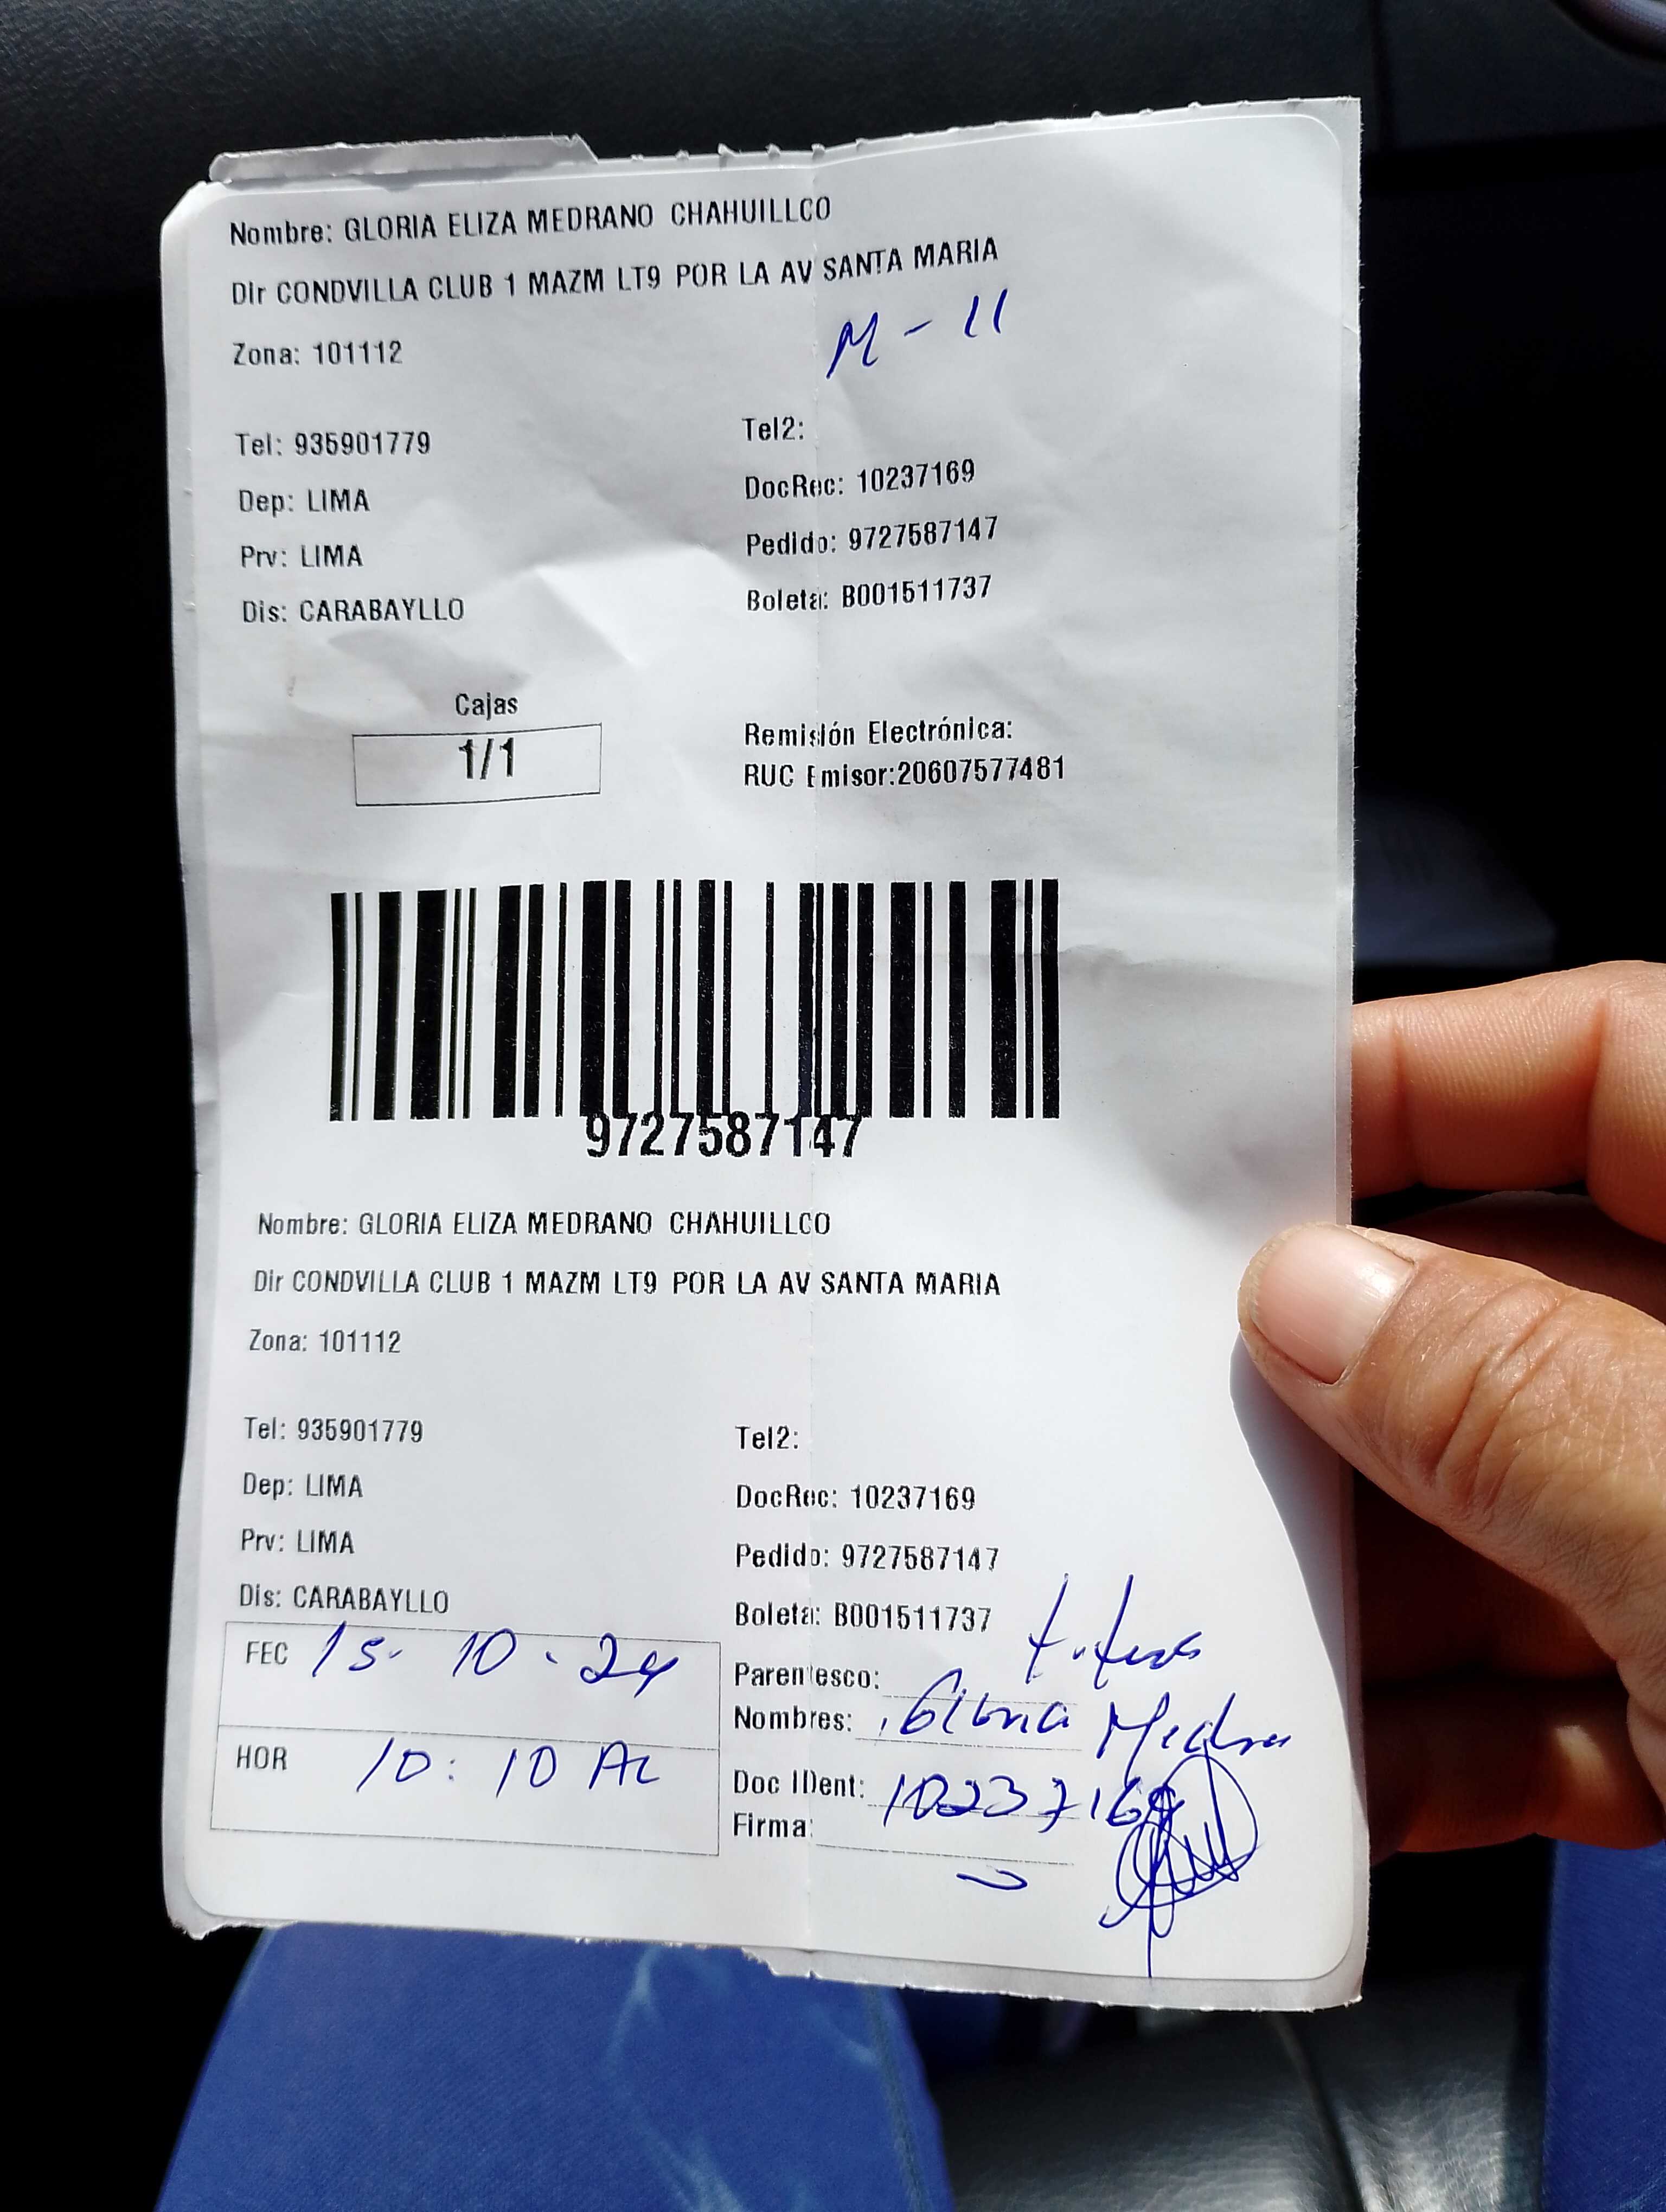 Nombre: GLORIA ELIZA MEDRANO CHAHUILLCO
Dir CONDVILLA CLUB 1 MAZM LT9 POR LA AV SANTA MARIA
M - 11
Zona: 101112
Tel: 935901779
Tel2:
Dep: LIMA
DocRec: 10237169
Prv: LIMA
Pedido: 9727587147
Dis: CARABAYLLO
Boleta: B001511737
Cajas
1/1
Remisión Electrónica:
RUC Emisor:20607577481
9727587147
Nombre: GLORIA ELIZA MEDRANO CHAHUILLCO
Dir CONDVILLA CLUB 1 MAZM LT9 POR LA AV SANTA MARIA
Zona: 101112
Tel: 935901779
Tel2:
Dep: LIMA
DocRec: 10237169
Prv: LIMA
Pedido: 9727587147
Dis: CARABAYLLO
Boleta: B001511737
FEC 15- 10 - 24
Parentesco:
Nombres: Gloria
HOR 10:10
Doc IDent: 10237169
Firma: